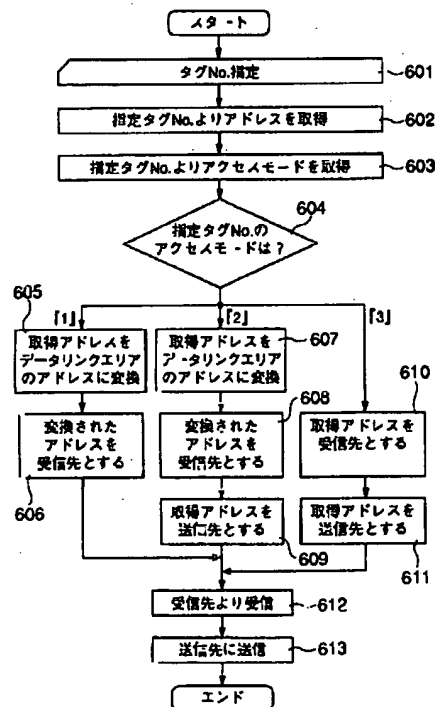 スタート
タグNo.指定
601
指定タグNo.よりアドレスを取得
602
指定タグNo.よりアクセスモードを取得
603
604
指定タグNo.の
アクセスモードは?
605
『1』
『2』
『3』
取得アドレスを
データリンクエリア
のアドレスに変換
607
取得アドレスを
データリンクエリア
のアドレスに変換
変換された
アドレスを
受信先とする
606
608
変換された
アドレスを
受信先とする
610
取得アドレスを
受信先とする
取得アドレスを
送信先とする
609
取得アドレスを
送信先とする
611
受信先より受信
612
送信先に送信
613
エンド